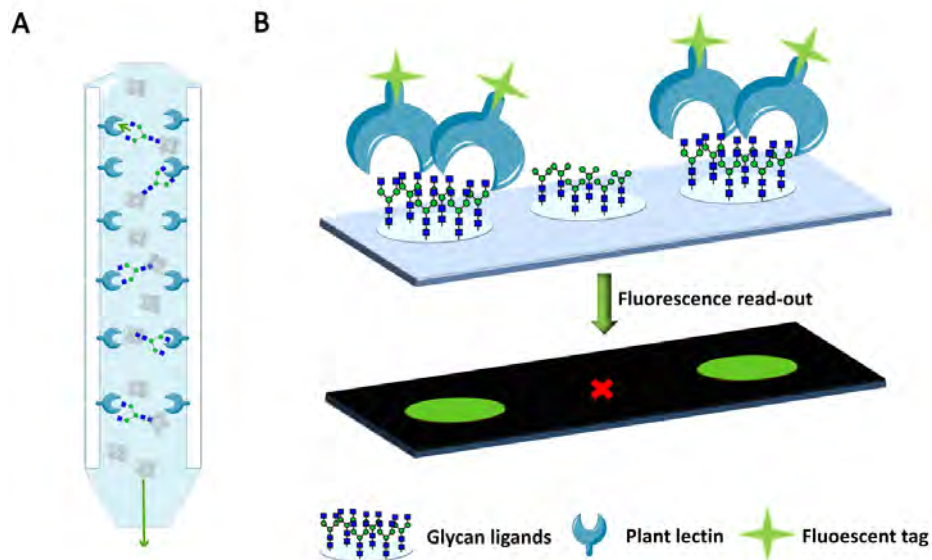 A
B
Fluorescence read-out
Glycan ligands
Plant lectin
Fluoescent tag